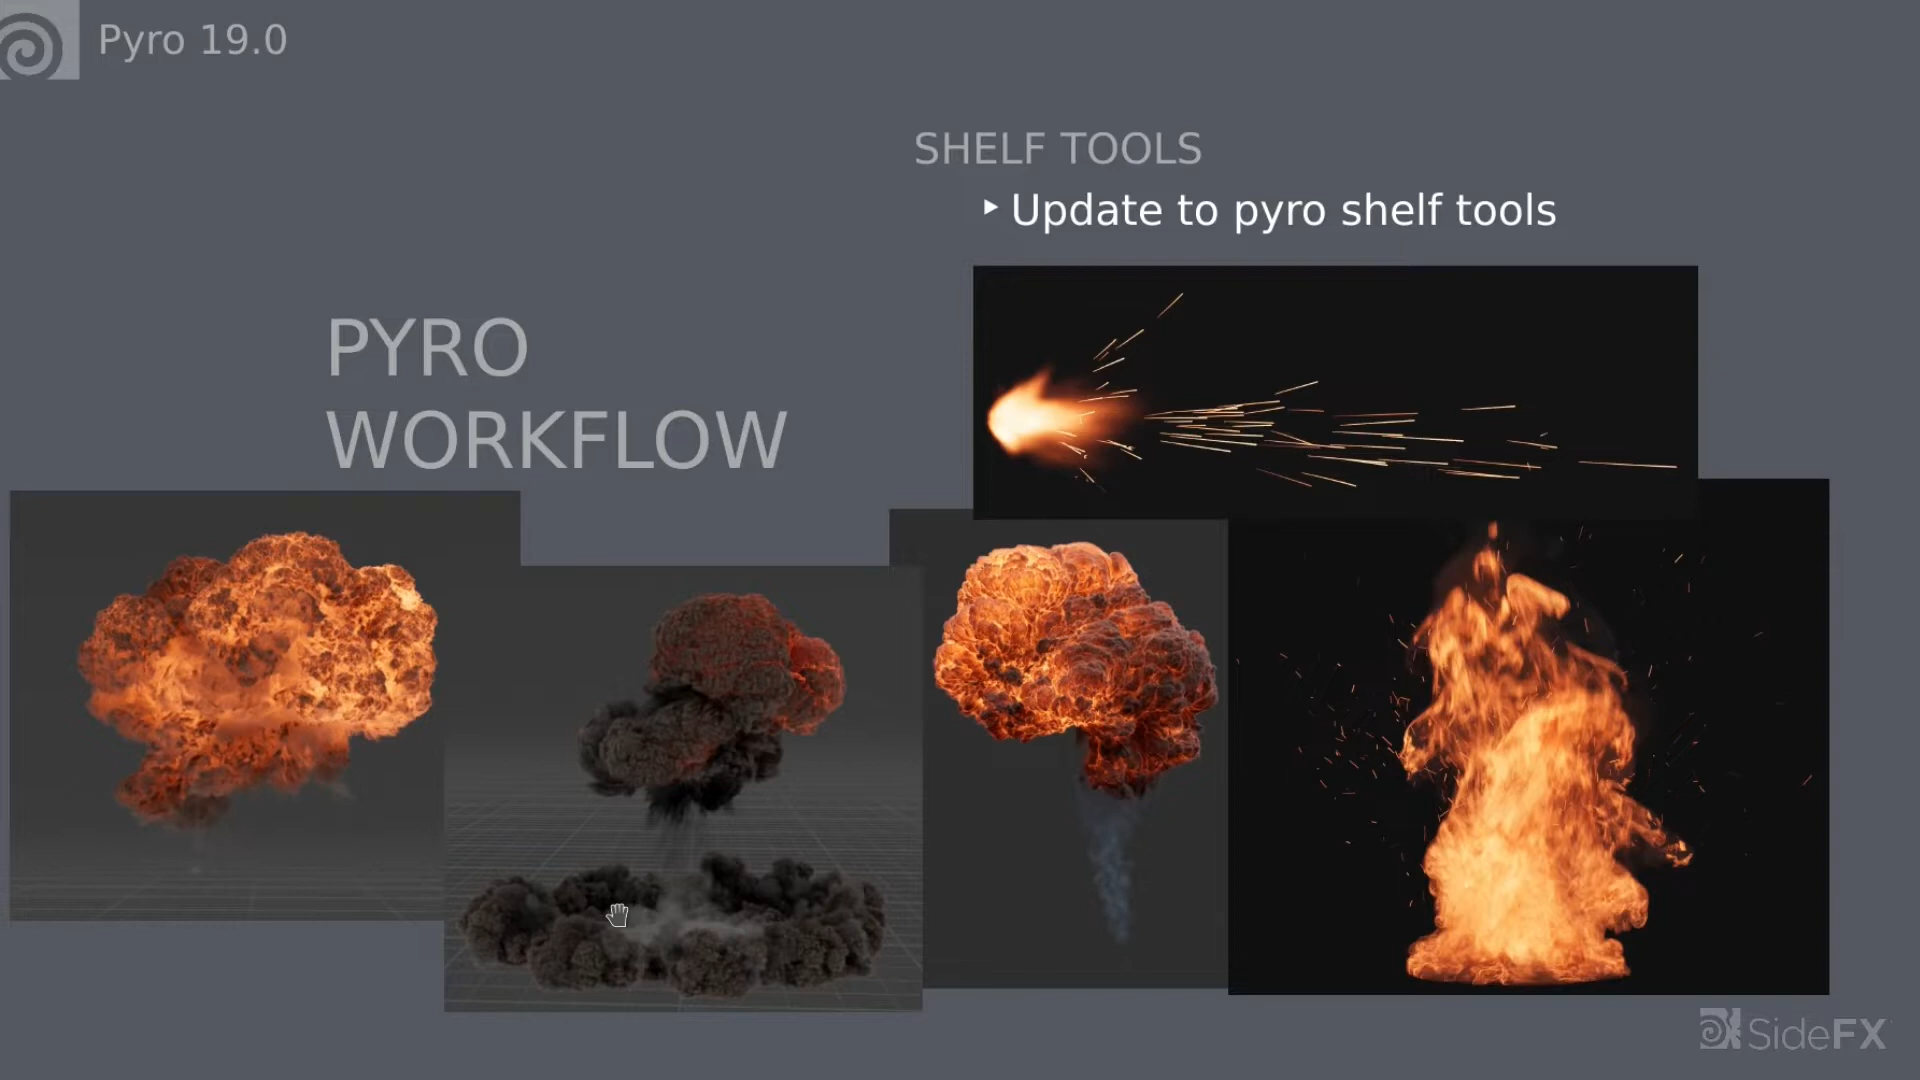 Pyro 19.0
SHELF TOOLS
‣ Update to pyro shelf tools
PYRO
WORKFLOW
SideFX